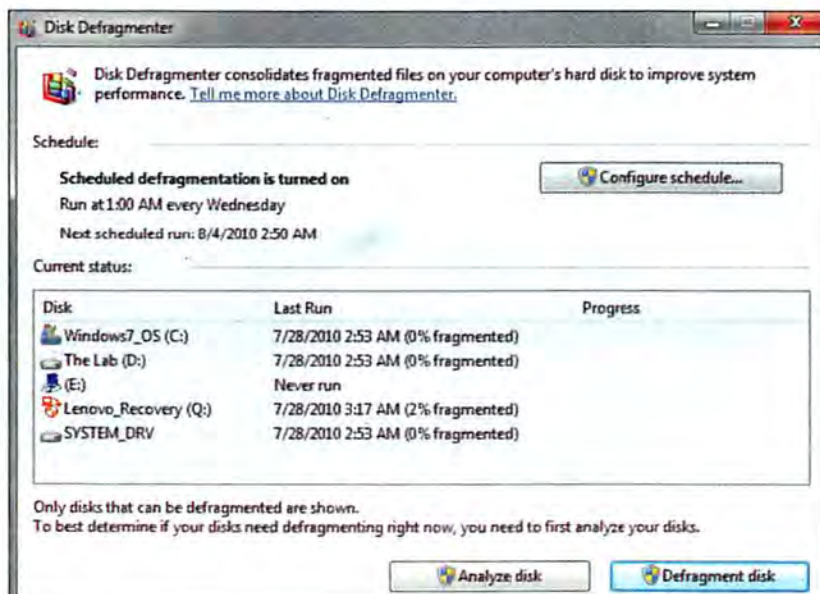 Disk Defragmenter
Disk Defragmenter consolidates fragmented files on your computer's hard disk to improve system
performance. Tell me more about Disk Defragmenter.
Schedule:
Scheduled defragmentation is turned on
Configure schedule...
Run at 1:00 AM every Wednesday
Next scheduled run: 8/4/2010 2:50 AM
Current status:
Disk Last Run Progress
Windows7_OS (C:) 7/28/2010 2:53 AM (0% fragmented)
The Lab (D:) 7/28/2010 2:53 AM (0% fragmented)
(E:) Never run
Lenovo_Recovery (Q:) 7/28/2010 3:17 AM (2% fragmented)
SYSTEM_DRV 7/28/2010 2:53 AM (0% fragmented)
Only disks that can be defragmented are shown.
To best determine if your disks need defragmenting right now, you need to first analyze your disks.
Analyze disk Defragment disk